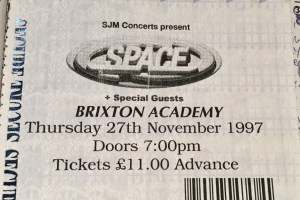 SJM Concerts present
SPACE
+ Special Guests
BRIXTON ACADEMY
Thursday 27th November 1997
Doors 7:00pm
Tickets £11.00 Advance